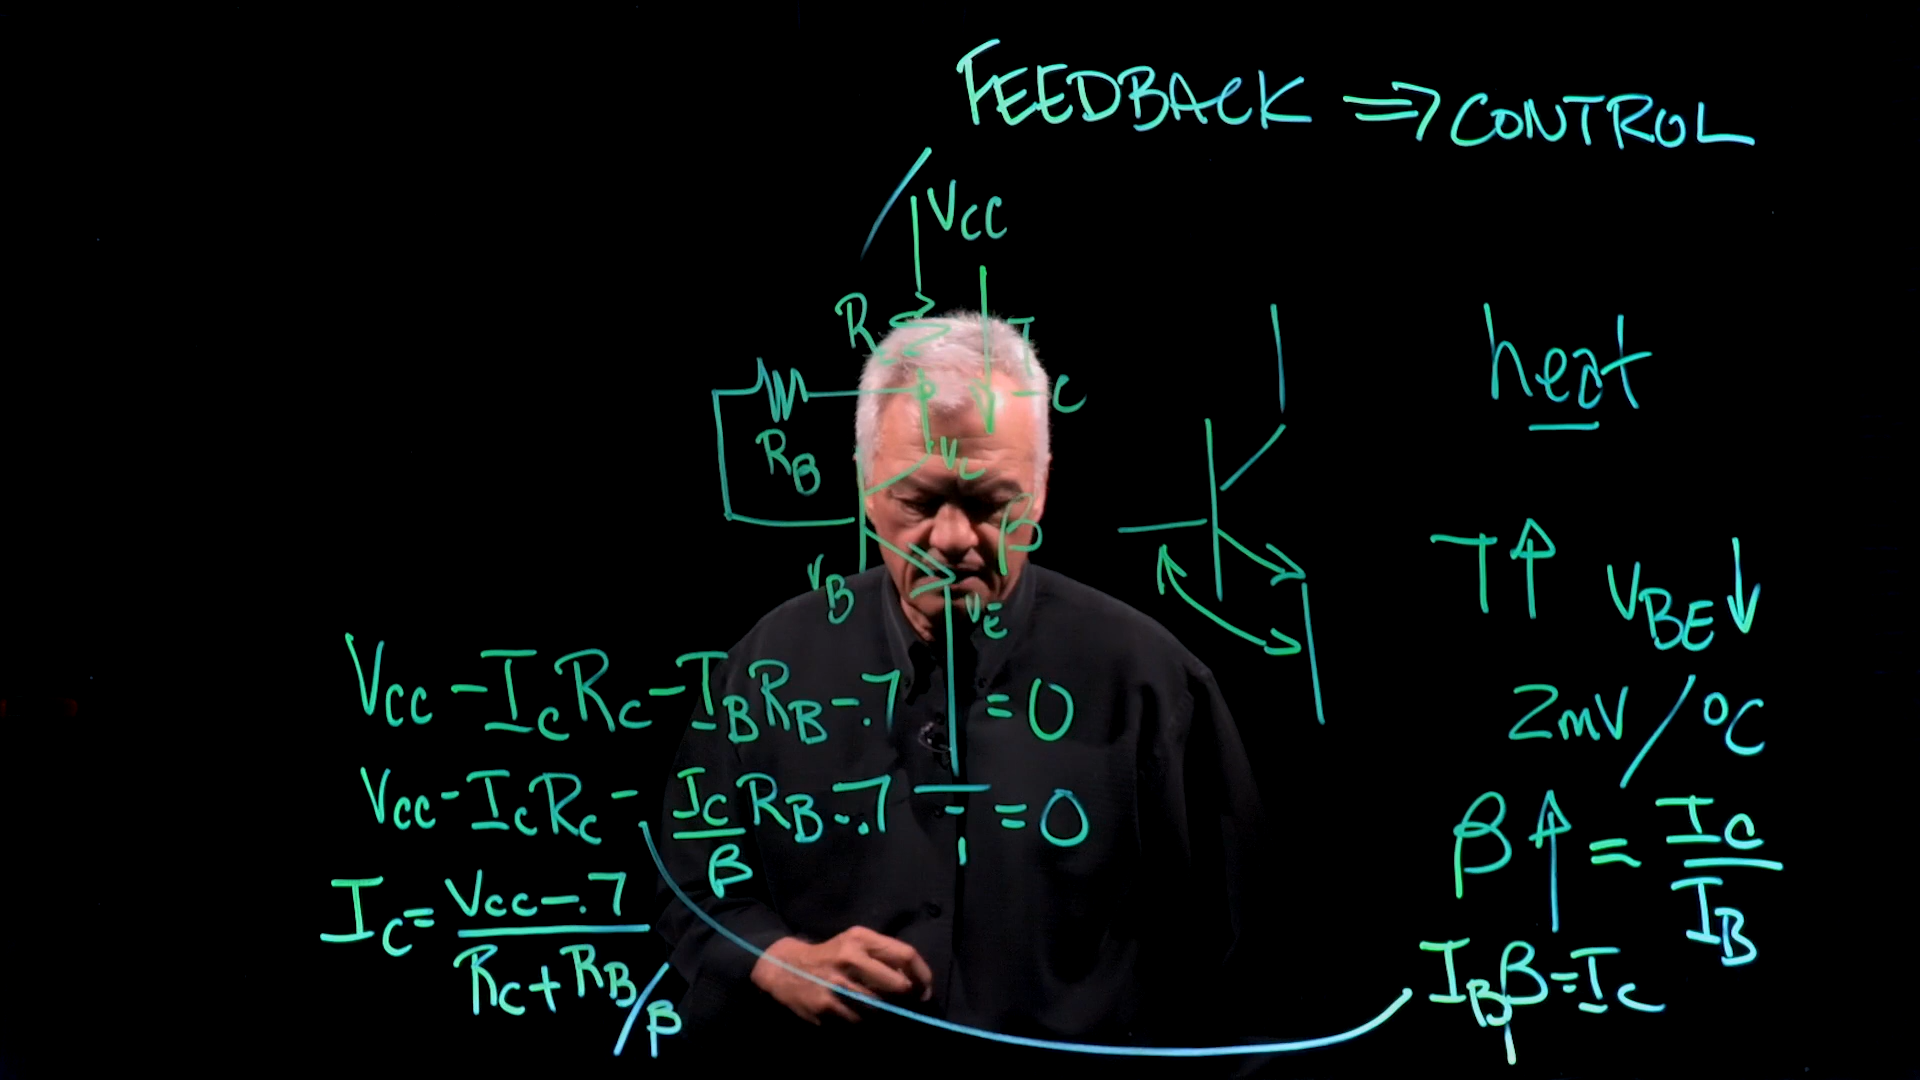 FEEDBACK ⇒ CONTROL
VCC
R
IC
RB
VC
β
VB
VE
heat
T↑ VBE↓
2mV/°C
β↑ = IC/IB
IBβ=IC
VCC-ICRC-IBRB-.7 =0
VCC-ICRC-IC/β RB-.7 =0
IC=VCC-.7/RC+RB/β